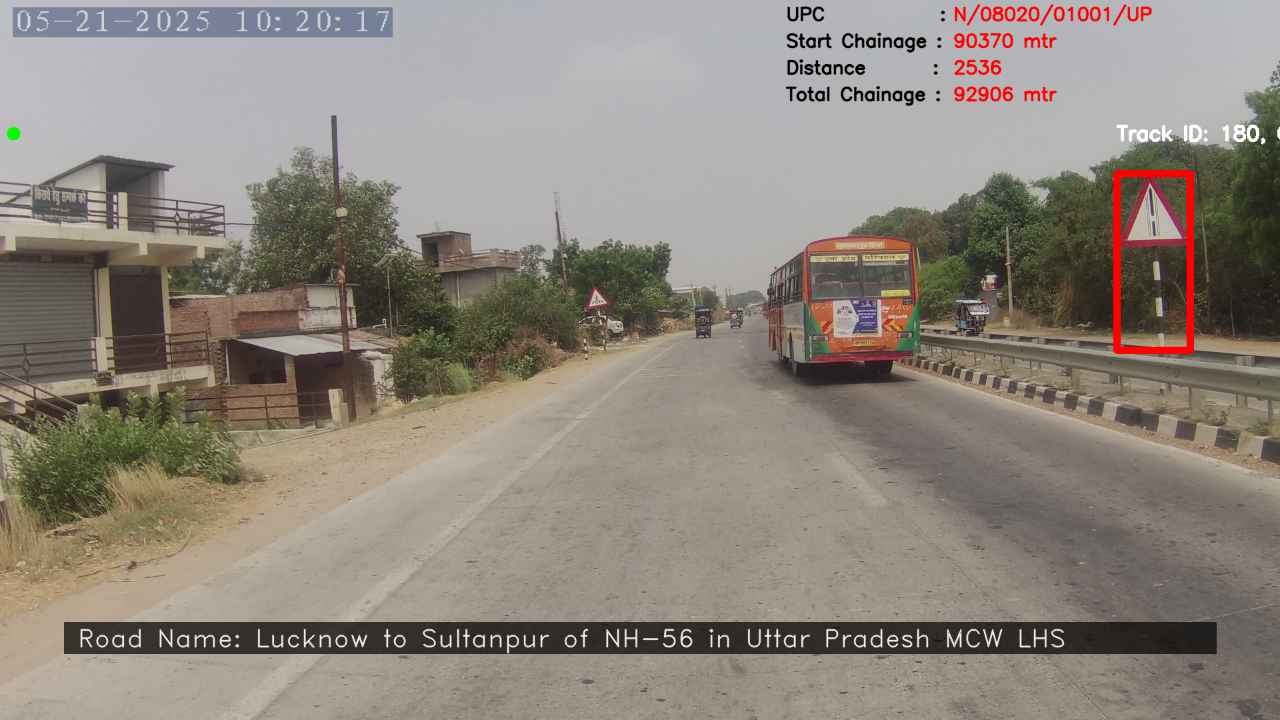 05-21-2025 10:20:17
UPC : N/08020/01001/UP
Start Chainage : 90370 mtr
Distance : 2536
Total Chainage : 92906 mtr
Track ID: 180,
Road Name: Lucknow to Sultanpur of NH-56 in Uttar Pradesh MCW LHS